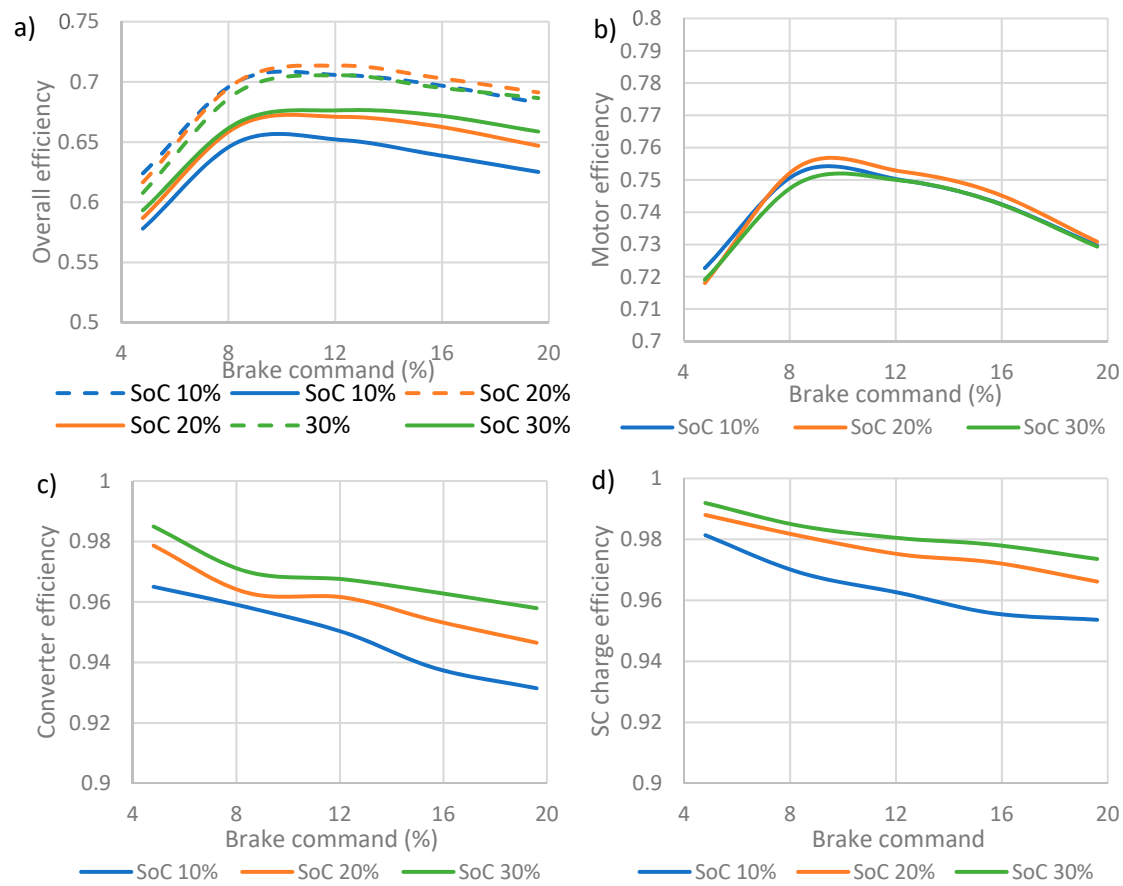 a)
Overall efficiency
0.75
0.7
0.65
0.6
0.55
0.5
4 8 12 16 20
Brake command (%)
SoC 10% SoC 10% SoC 20%
SoC 20% 30% SoC 30%
b)
Motor efficiency
0.8
0.79
0.78
0.77
0.76
0.75
0.74
0.73
0.72
0.71
0.7
4 8 12 16 20
Brake command (%)
SoC 10% SoC 20% SoC 30%
c)
Converter efficiency
1
0.98
0.96
0.94
0.92
0.9
4 8 12 16 20
Brake command (%)
SoC 10% SoC 20% SoC 30%
d)
SC charge efficiency
1
0.98
0.96
0.94
0.92
0.9
4 8 12 16 20
Brake command
SoC 10% SoC 20% SoC 30%